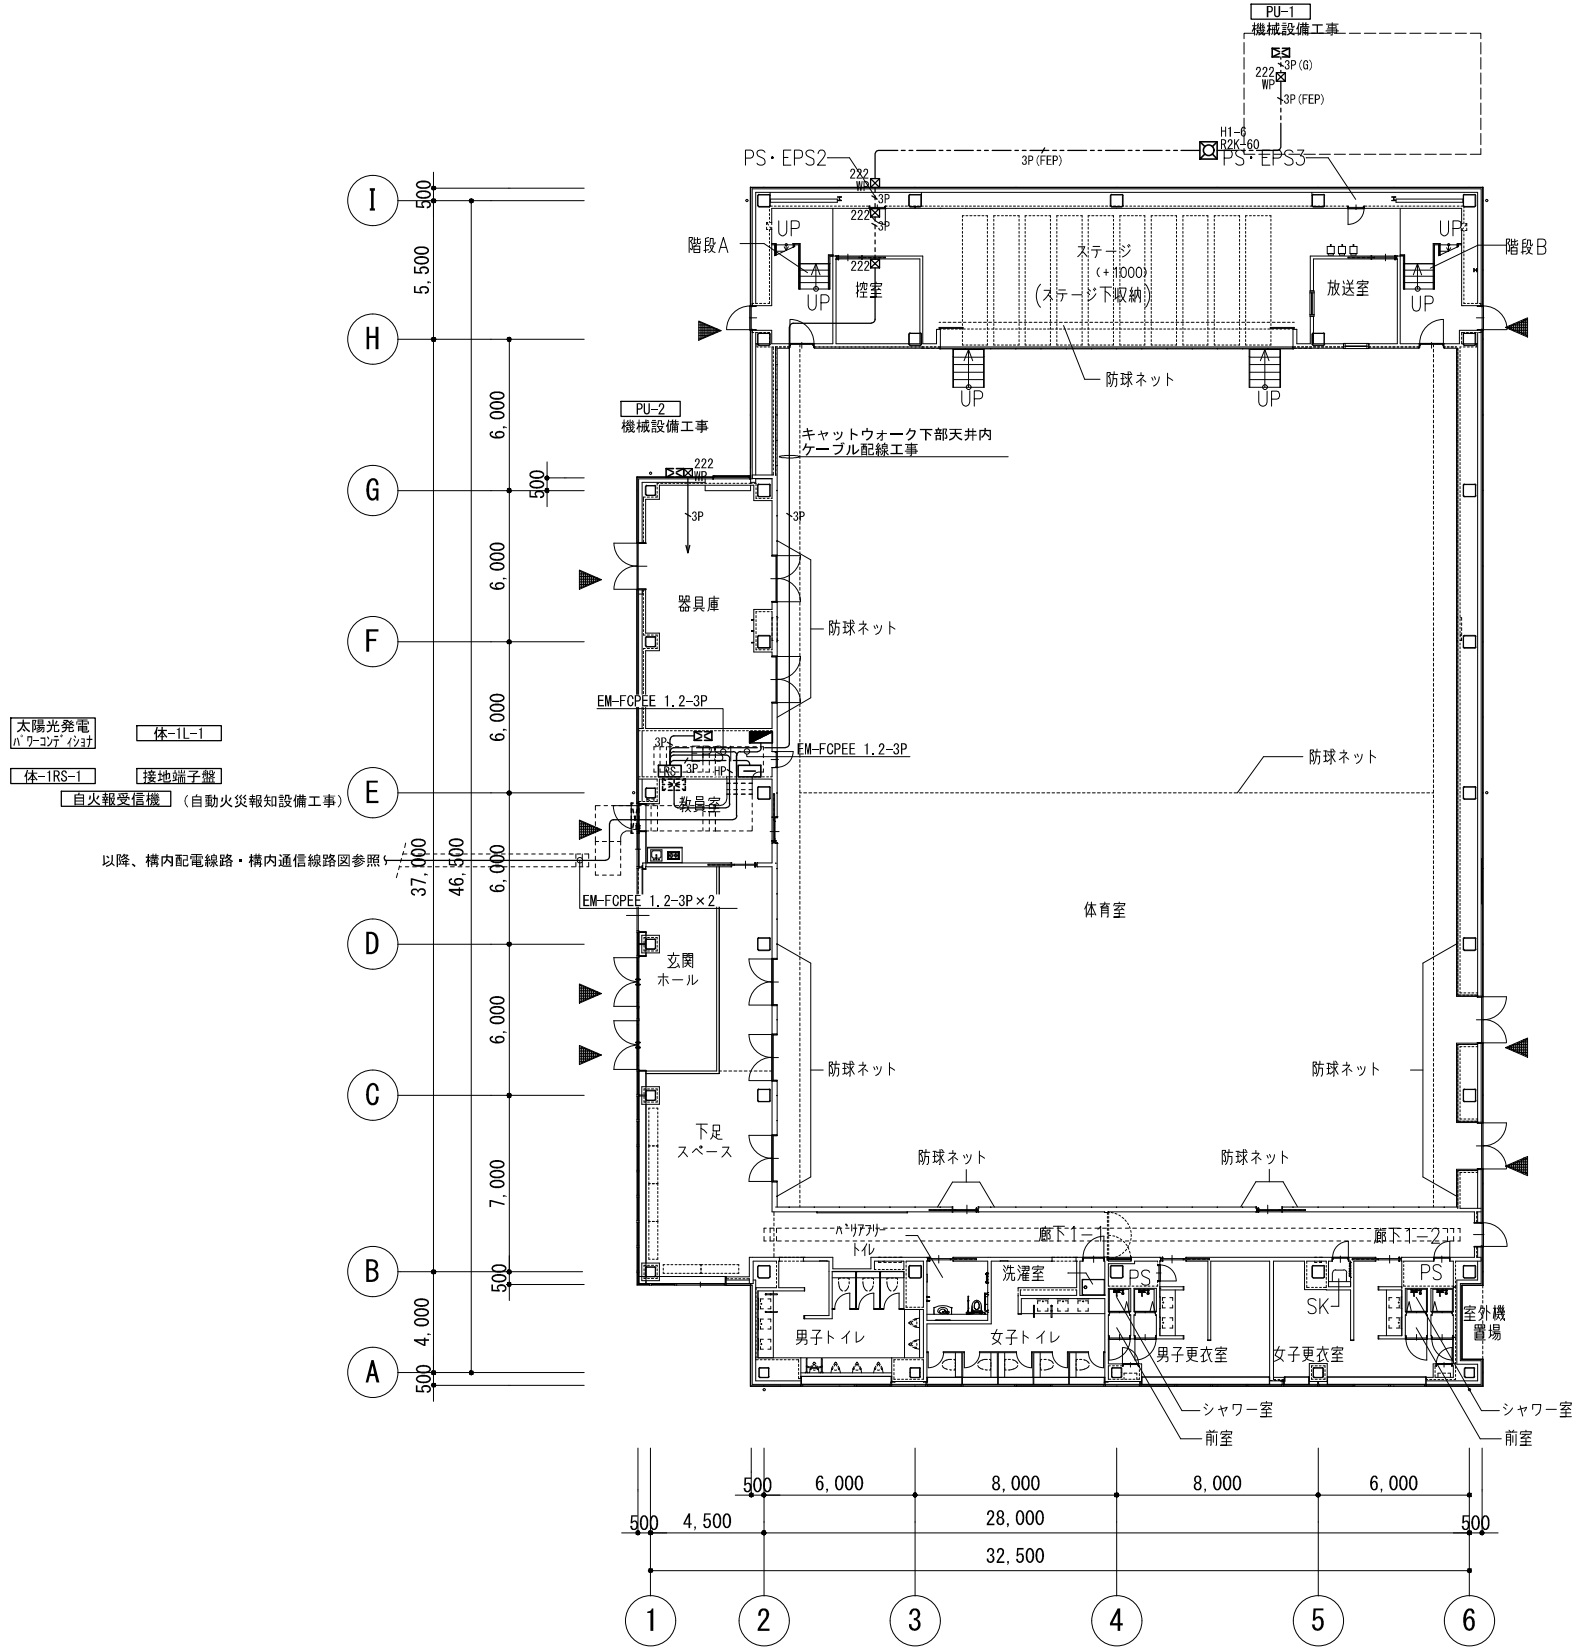 PU-1
機械設備工事
3P(G)
222
WP
3P(FEP)
H1-6
R2K-60
3P(FEP)
PS・EPS2
PS・EPS3
222
WP
3P
222
3P
222
I
500
5,500
UP
階段A
UP
控室
ステージ
(+1000)
(ステージ下収納)
放送室
UP
階段B
UP
H
UP
UP
防球ネット
PU-2
機械設備工事
6,000
キャットウォーク下部天井内
ケーブル配線工事
222
WP
G
500
3P
3P
6,000
器具庫
F
防球ネット
6,000
EM-FCPEE 1.2-3P
太陽光発電
パワーコンディショナ
体-1L-1
3P
EM-FCPEE 1.2-3P
防球ネット
体-1RS-1
接地端子盤
RS
3P
HP
E
自火報受信機
(自動火災報知設備工事)
教員室
以降、構内配電線路・構内通信線路図参照
37,000
46,500
6,000
EM-FCPEE 1.2-3P×2
体育室
D
玄関
ホール
6,000
防球ネット
防球ネット
C
下足
スペース
7,000
防球ネット
防球ネット
バリアフリー
トイレ
廊下1-1
廊下1-2
B
500
洗濯室
PS
PS
SK
室外機
置場
4,000
男子トイレ
女子トイレ
男子更衣室
女子更衣室
A
500
シャワー室
シャワー室
前室
前室
500
6,000
8,000
8,000
6,000
500
4,500
28,000
500
32,500
1
2
3
4
5
6